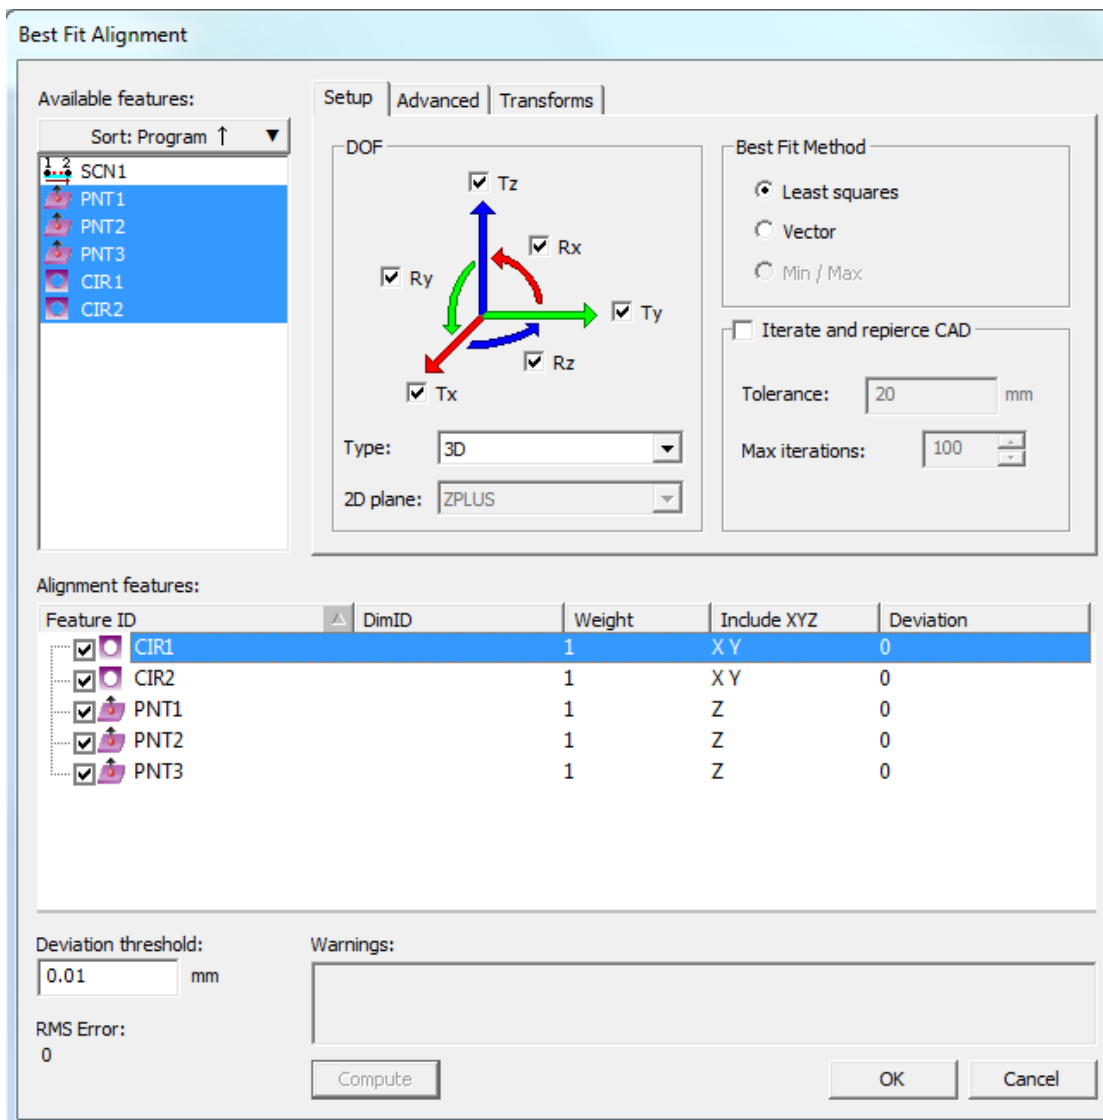 Best Fit Alignment
Available features:
Sort: Program ↑ ▼
1 2 SCN1
PNT1
PNT2
PNT3
CIR1
CIR2
Setup Advanced Transforms
DOF
Tz
Rx
Ry
Ty
Rz
Tx
Type: 3D
2D plane: ZPLUS
Best Fit Method
Least squares
Vector
Min / Max
Iterate and repierce CAD
Tolerance: 20 mm
Max iterations: 100
Alignment features:
Feature ID DimID Weight Include XYZ Deviation
CIR1 1 X Y 0
CIR2 1 X Y 0
PNT1 1 Z 0
PNT2 1 Z 0
PNT3 1 Z 0
Deviation threshold:
0.01 mm
RMS Error:
0
Warnings:
Compute OK Cancel